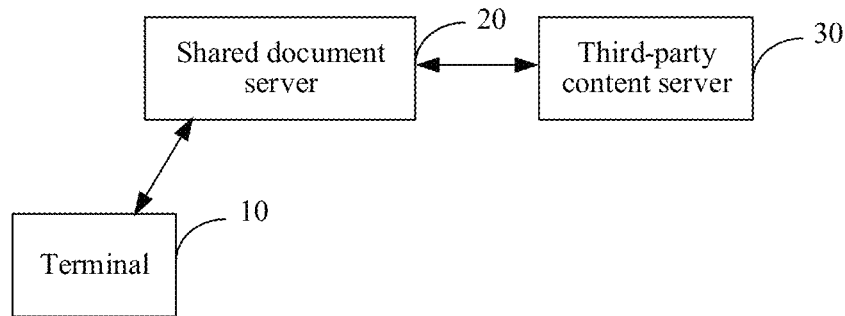 Shared document
server
20
Third-party
content server
30
Terminal
10